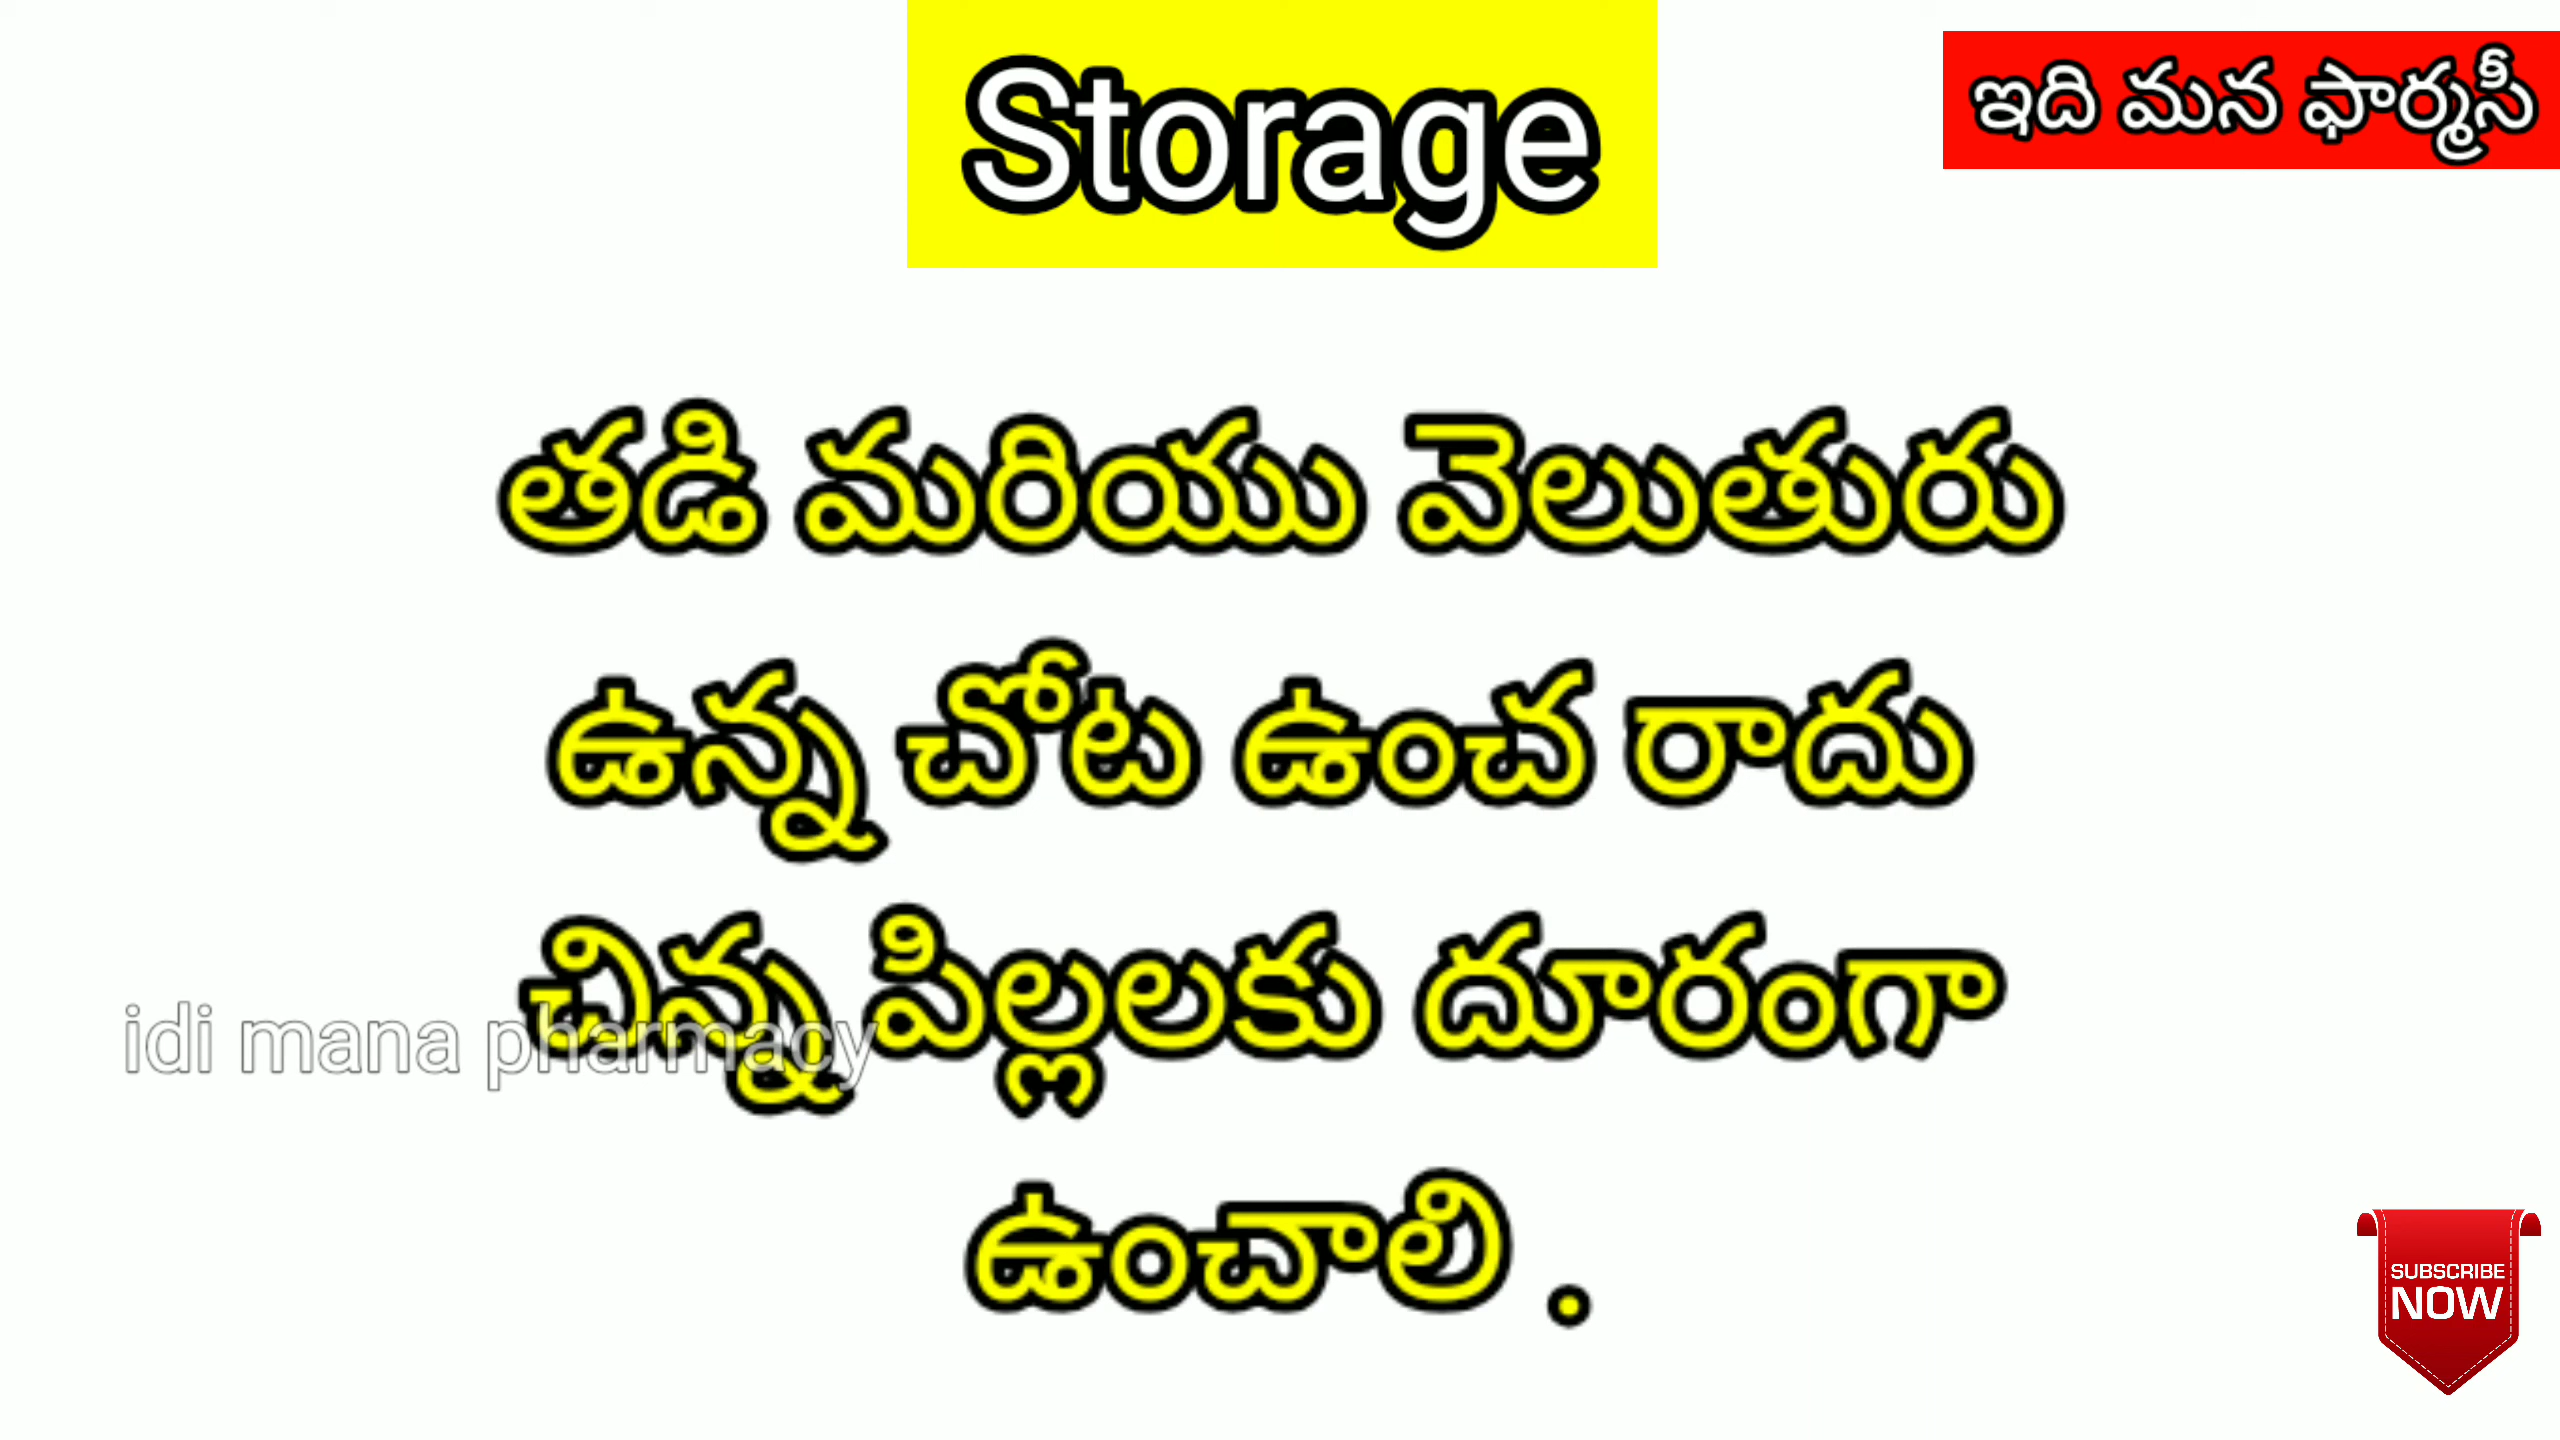 Storage
ఇది మన ఫార్మసీ
తడి మరియు వెలుతురు
ఉన్న చోట ఉంచ రాదు
చిన్న పిల్లలకు దూరంగా
idi mana pharmacy
ఉంచాలి .
SUBSCRIBE
NOW